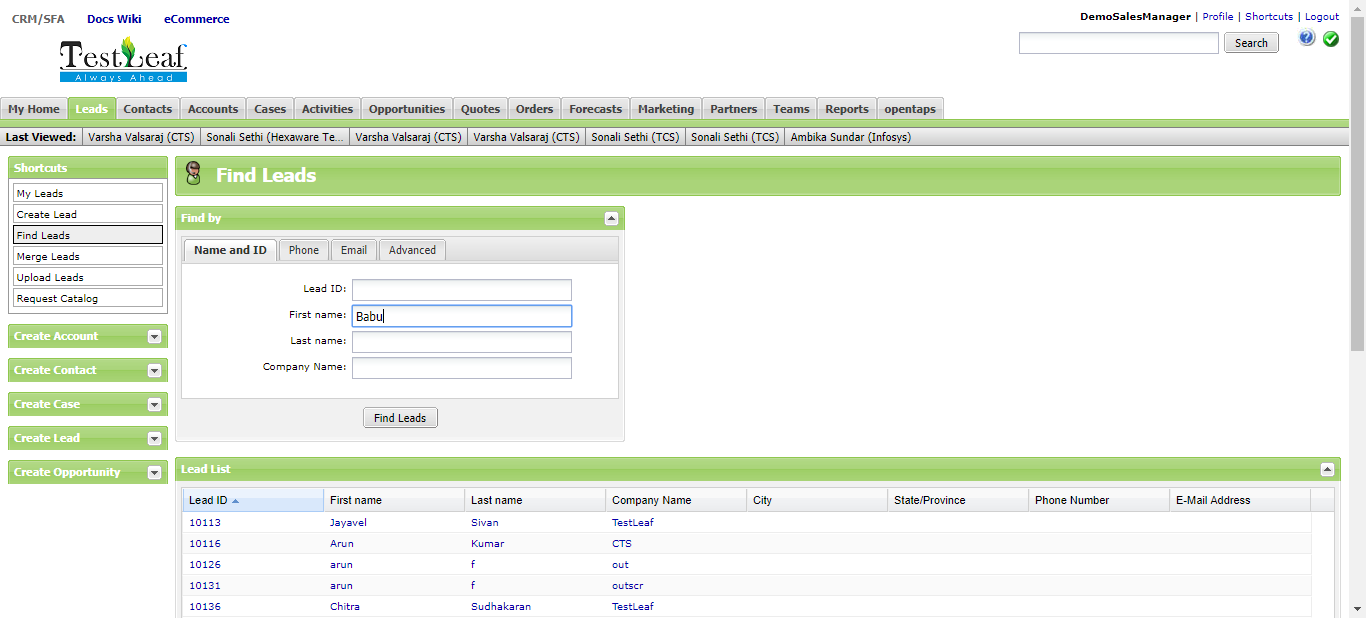 CRM/SFA Docs Wiki eCommerce
DemoSalesManager | Profile | Shortcuts | Logout
Search
TestLeaf
Always Ahead
My Home Leads Contacts Accounts Cases Activities Opportunities Quotes Orders Forecasts Marketing Partners Teams Reports opentaps
Last Viewed: Varsha Valsaraj (CTS) Sonali Sethi (Hexaware Te... Varsha Valsaraj (CTS) Varsha Valsaraj (CTS) Sonali Sethi (TCS) Sonali Sethi (TCS) Ambika Sundar (Infosys)
Shortcuts
My Leads
Create Lead
Find Leads
Merge Leads
Upload Leads
Request Catalog
Create Account
Create Contact
Create Case
Create Lead
Create Opportunity
Find Leads
Find by
Name and ID Phone Email Advanced
Lead ID:
First name: Babu
Last name:
Company Name:
Find Leads
Lead List
Lead ID First name Last name Company Name City State/Province Phone Number E-Mail Address
10113 Jayavel Sivan TestLeaf
10116 Arun Kumar CTS
10126 arun f out
10131 arun f outscr
10136 Chitra Sudhakaran TestLeaf